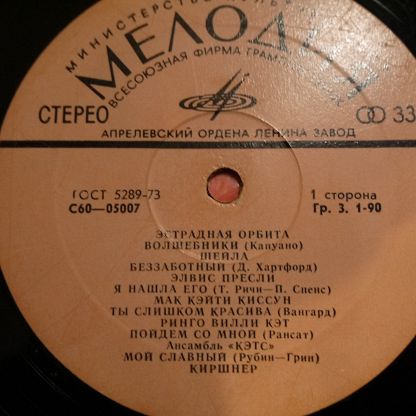 МИНИСТЕРСТВО
МЕЛОДИ
ВСЕСОЮЗНАЯ ФИРМА ГРАМ
СТЕРЕО
33
АПРЕЛЕВСКИЙ ОРДЕНА ЛЕНИНА ЗАВОД
ГОСТ 5289-73
1 сторона
С60—05007
Гр. 3. 1-90
ЭСТРАДНАЯ ОРБИТА
ВОЛШЕБНИКИ (Капуано)
ШЕЙЛА
БЕЗЗАБОТНЫЙ (Д. Хартфорд)
ЭЛВИС ПРЕСЛИ
Я НАШЛА ЕГО (Т. Ричи—П. Спенс)
МАК КЭЙТИ КИССУН
ТЫ СЛИШКОМ КРАСИВА (Вангард)
РИНГО ВИЛЛИ КЭТ
ПОЙДЕМ СО МНОЙ (Рансат)
Ансамбль «КЭТС»
МОЙ СЛАВНЫЙ (Рубин—Грин)
КИРШНЕР